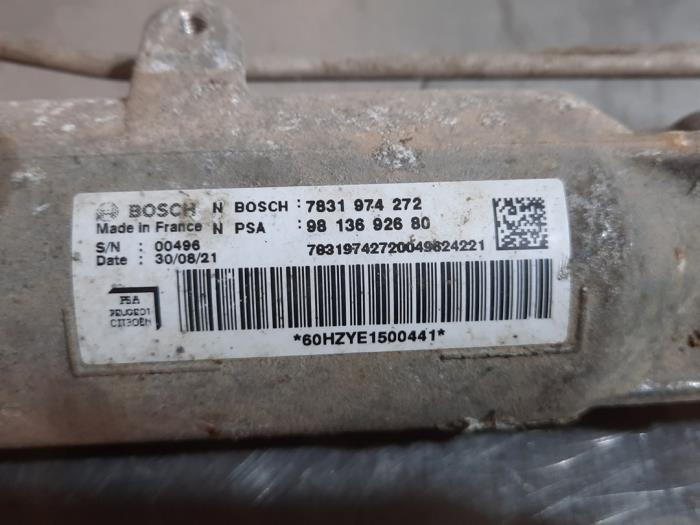 BOSCH N BOSCH : 7831 974 272
Made in France N PSA : 98 136 926 80
S/N : 00496 78319742720049624221
Date : 30/08/21
PSA
PEUGEOT
CITROËN
*60HZYE1500441*